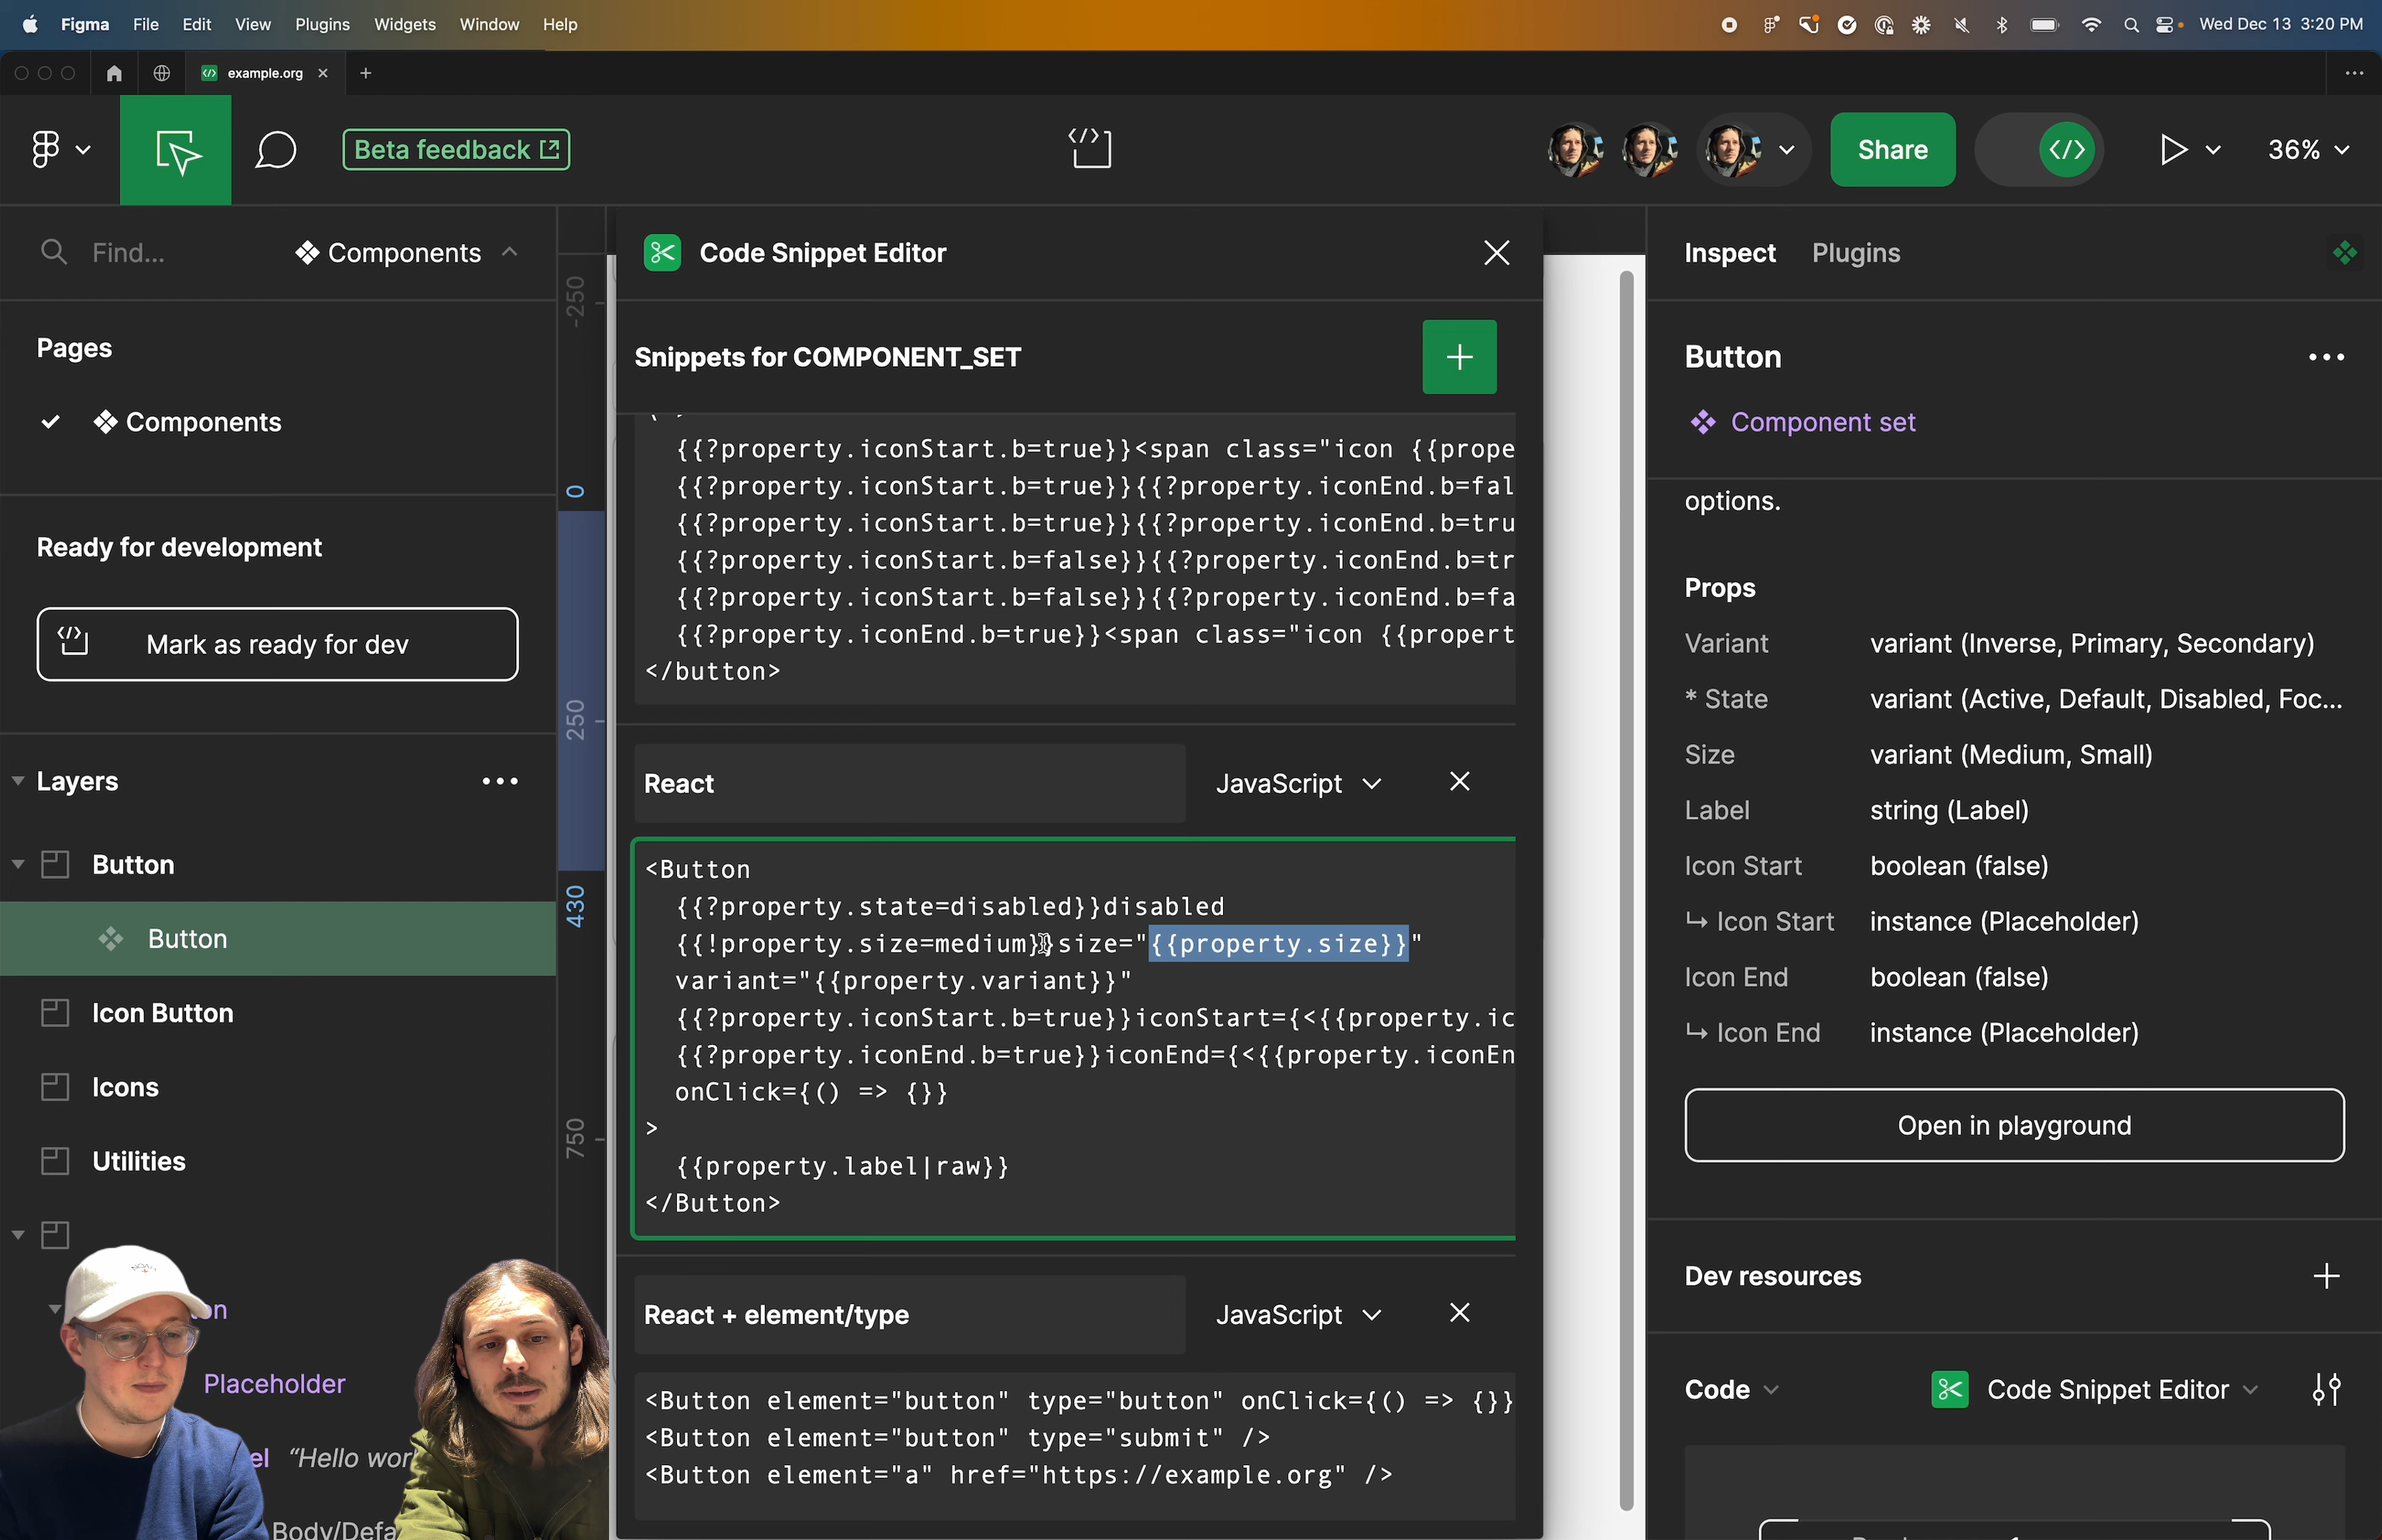 Figma File Edit View Plugins Widgets Window Help
Wed Dec 13 3:20 PM
example.org
Beta feedback
Share
36%
Find...
Components
Pages
Components
Ready for development
Mark as ready for dev
Layers
Button
Button
Icon Button
Icons
Utilities
Placeholder
“Hello wor
Body/Defa
-250
0
250
430
750
Code Snippet Editor
Snippets for COMPONENT_SET
{{?property.iconStart.b=true}}<span class="icon {{prope
{{?property.iconStart.b=true}}{{?property.iconEnd.b=fal
{{?property.iconStart.b=true}}{{?property.iconEnd.b=tru
{{?property.iconStart.b=false}}{{?property.iconEnd.b=tr
{{?property.iconStart.b=false}}{{?property.iconEnd.b=fa
{{?property.iconEnd.b=true}}<span class="icon {{propert
</button>
React
JavaScript
<Button
{{?property.state=disabled}}disabled
{{!property.size=medium}}size="{{property.size}}"
variant="{{property.variant}}"
{{?property.iconStart.b=true}}iconStart={<{{property.ic
{{?property.iconEnd.b=true}}iconEnd={<{{property.iconEn
onClick={() => {}}
>
{{property.label|raw}}
</Button>
React + element/type
JavaScript
<Button element="button" type="button" onClick={() => {}}
<Button element="button" type="submit" />
<Button element="a" href="https://example.org" />
Inspect Plugins
Button
Component set
options.
Props
Variant variant (Inverse, Primary, Secondary)
* State variant (Active, Default, Disabled, Foc...
Size variant (Medium, Small)
Label string (Label)
Icon Start boolean (false)
↳ Icon Start instance (Placeholder)
Icon End boolean (false)
↳ Icon End instance (Placeholder)
Open in playground
Dev resources
Code
Code Snippet Editor